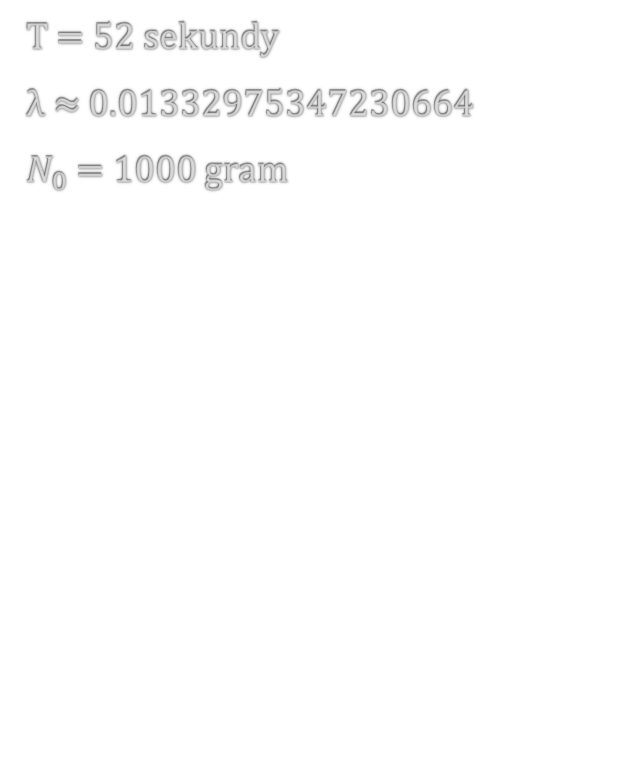 T = 52 sekundy
λ ≈ 0.01332975347230664
N₀ = 1000 gram